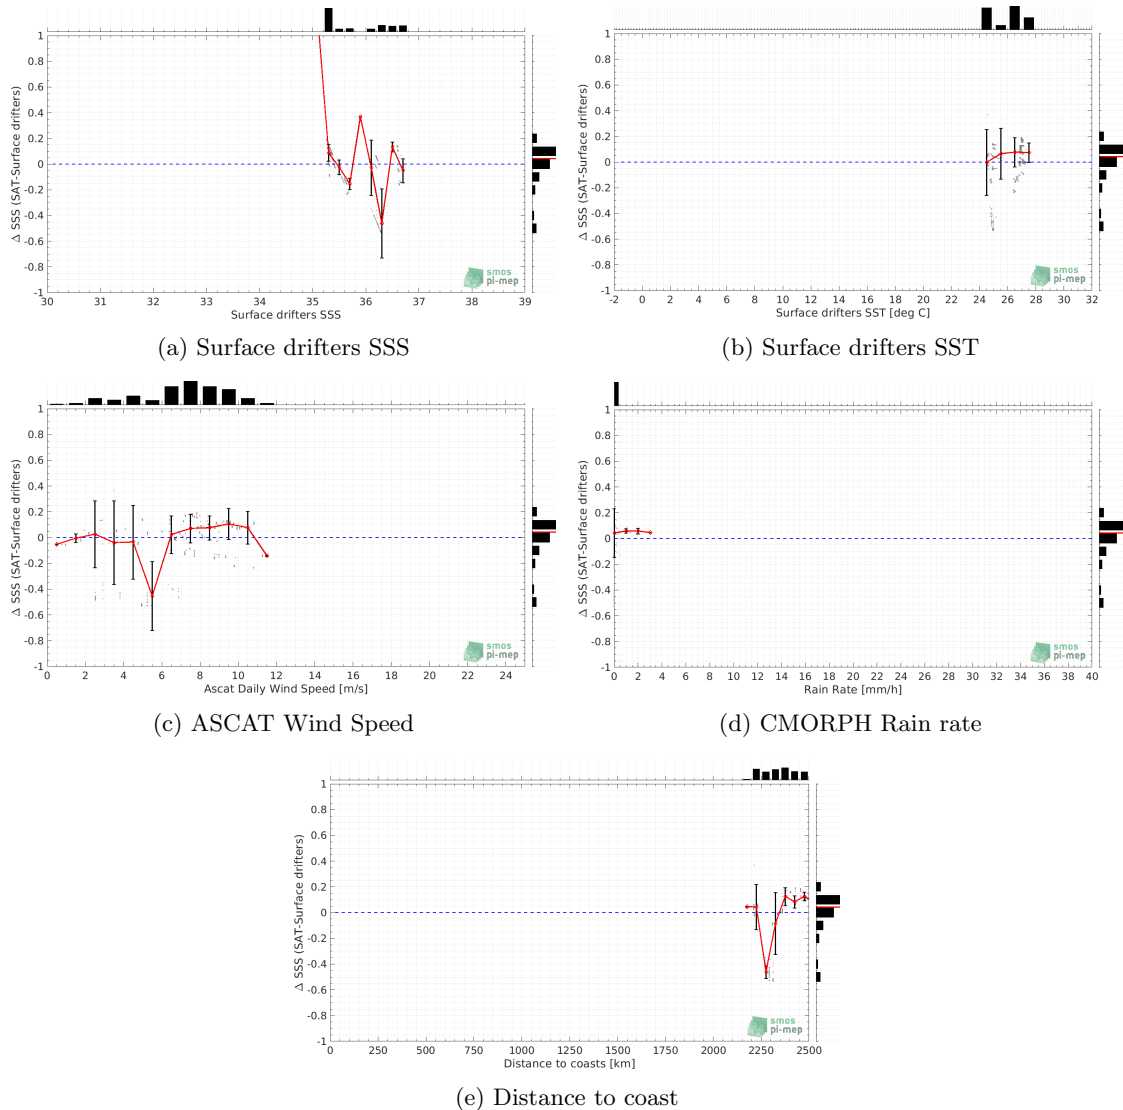 1
0.8
0.6
0.4
0.2
0
-0.2
-0.4
-0.6
-0.8
-1
Δ SSS (SAT-Surface drifters)
30 31 32 33 34 35 36 37 38 39
Surface drifters SSS
smos
pi-mep
(a) Surface drifters SSS
1
0.8
0.6
0.4
0.2
0
-0.2
-0.4
-0.6
-0.8
-1
Δ SSS (SAT-Surface drifters)
-2 0 2 4 6 8 10 12 14 16 18 20 22 24 26 28 30 32
Surface drifters SST [deg C]
smos
pi-mep
(b) Surface drifters SST
1
0.8
0.6
0.4
0.2
0
-0.2
-0.4
-0.6
-0.8
-1
Δ SSS (SAT-Surface drifters)
0 2 4 6 8 10 12 14 16 18 20 22 24
Ascat Daily Wind Speed [m/s]
smos
pi-mep
(c) ASCAT Wind Speed
1
0.8
0.6
0.4
0.2
0
-0.2
-0.4
-0.6
-0.8
-1
Δ SSS (SAT-Surface drifters)
0 2 4 6 8 10 12 14 16 18 20 22 24 26 28 30 32 34 36 38 40
Rain Rate [mm/h]
smos
pi-mep
(d) CMORPH Rain rate
1
0.8
0.6
0.4
0.2
0
-0.2
-0.4
-0.6
-0.8
-1
Δ SSS (SAT-Surface drifters)
0 250 500 750 1000 1250 1500 1750 2000 2250 2500
Distance to coasts [km]
smos
pi-mep
(e) Distance to coast